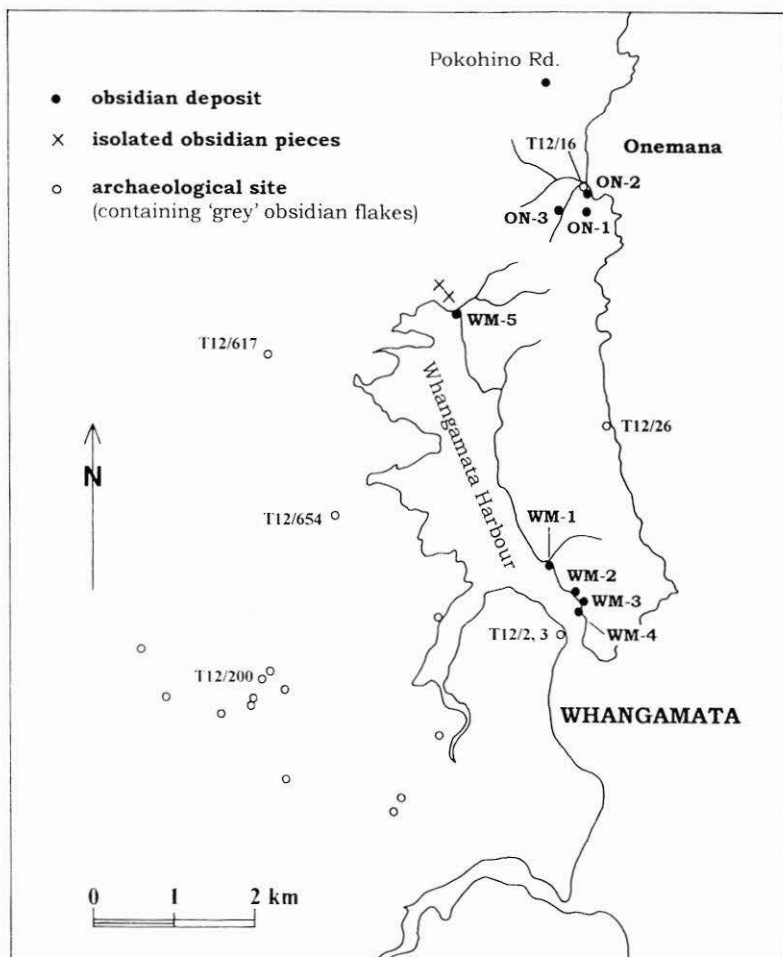 Pokohino Rd.
obsidian deposit
isolated obsidian pieces
archaeological site
(containing 'grey' obsidian flakes)
T12/16
Onemana
ON-2
ON-3
ON-1
WM-5
T12/617
Whangamata Harbour
T12/26
N
T12/654
WM-1
WM-2
WM-3
WM-4
T12/2, 3
T12/200
WHANGAMATA
0 1 2 km